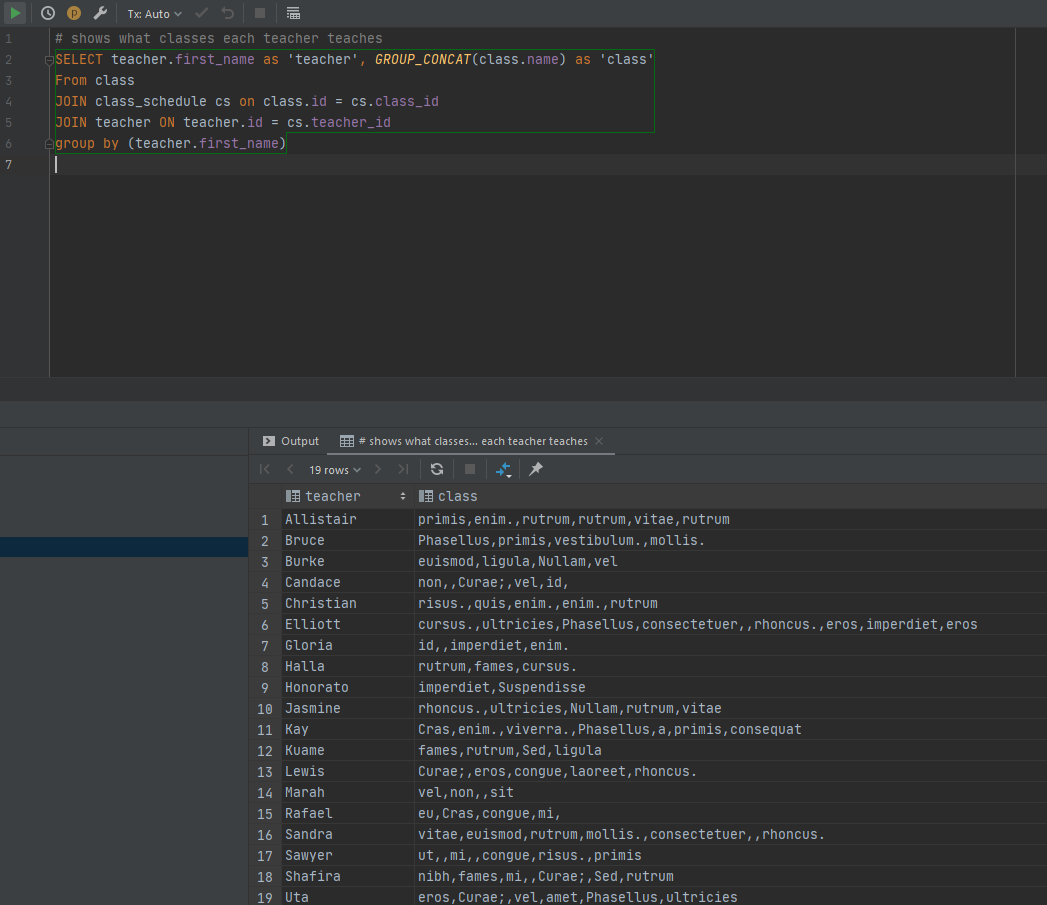 Tx: Auto
1 # shows what classes each teacher teaches
2 SELECT teacher.first_name as 'teacher', GROUP_CONCAT(class.name) as 'class'
3 From class
4 JOIN class_schedule cs on class.id = cs.class_id
5 JOIN teacher ON teacher.id = cs.teacher_id
6 group by (teacher.first_name)
7
Output # shows what classes... each teacher teaches
19 rows
teacher class
1 Allistair primis,enim.,rutrum,rutrum,vitae,rutrum
2 Bruce Phasellus,primis,vestibulum.,mollis.
3 Burke euismod,ligula,Nullam,vel
4 Candace non,,Curae;,vel,id,
5 Christian risus.,quis,enim.,enim.,rutrum
6 Elliott cursus.,ultricies,Phasellus,consectetuer,,rhoncus.,eros,imperdiet,eros
7 Gloria id,,imperdiet,enim.
8 Halla rutrum,fames,cursus.
9 Honorato imperdiet,Suspendisse
10 Jasmine rhoncus.,ultricies,Nullam,rutrum,vitae
11 Kay Cras,enim.,viverra.,Phasellus,a,primis,consequat
12 Kuame fames,rutrum,Sed,ligula
13 Lewis Curae;,eros,congue,laoreet,rhoncus.
14 Marah vel,non,,sit
15 Rafael eu,Cras,congue,mi,
16 Sandra vitae,euismod,rutrum,mollis.,consectetuer,,rhoncus.
17 Sawyer ut,,mi,,congue,risus.,primis
18 Shafira nibh,fames,mi,,Curae;,Sed,rutrum
19 Uta eros,Curae;,vel,amet,Phasellus,ultricies